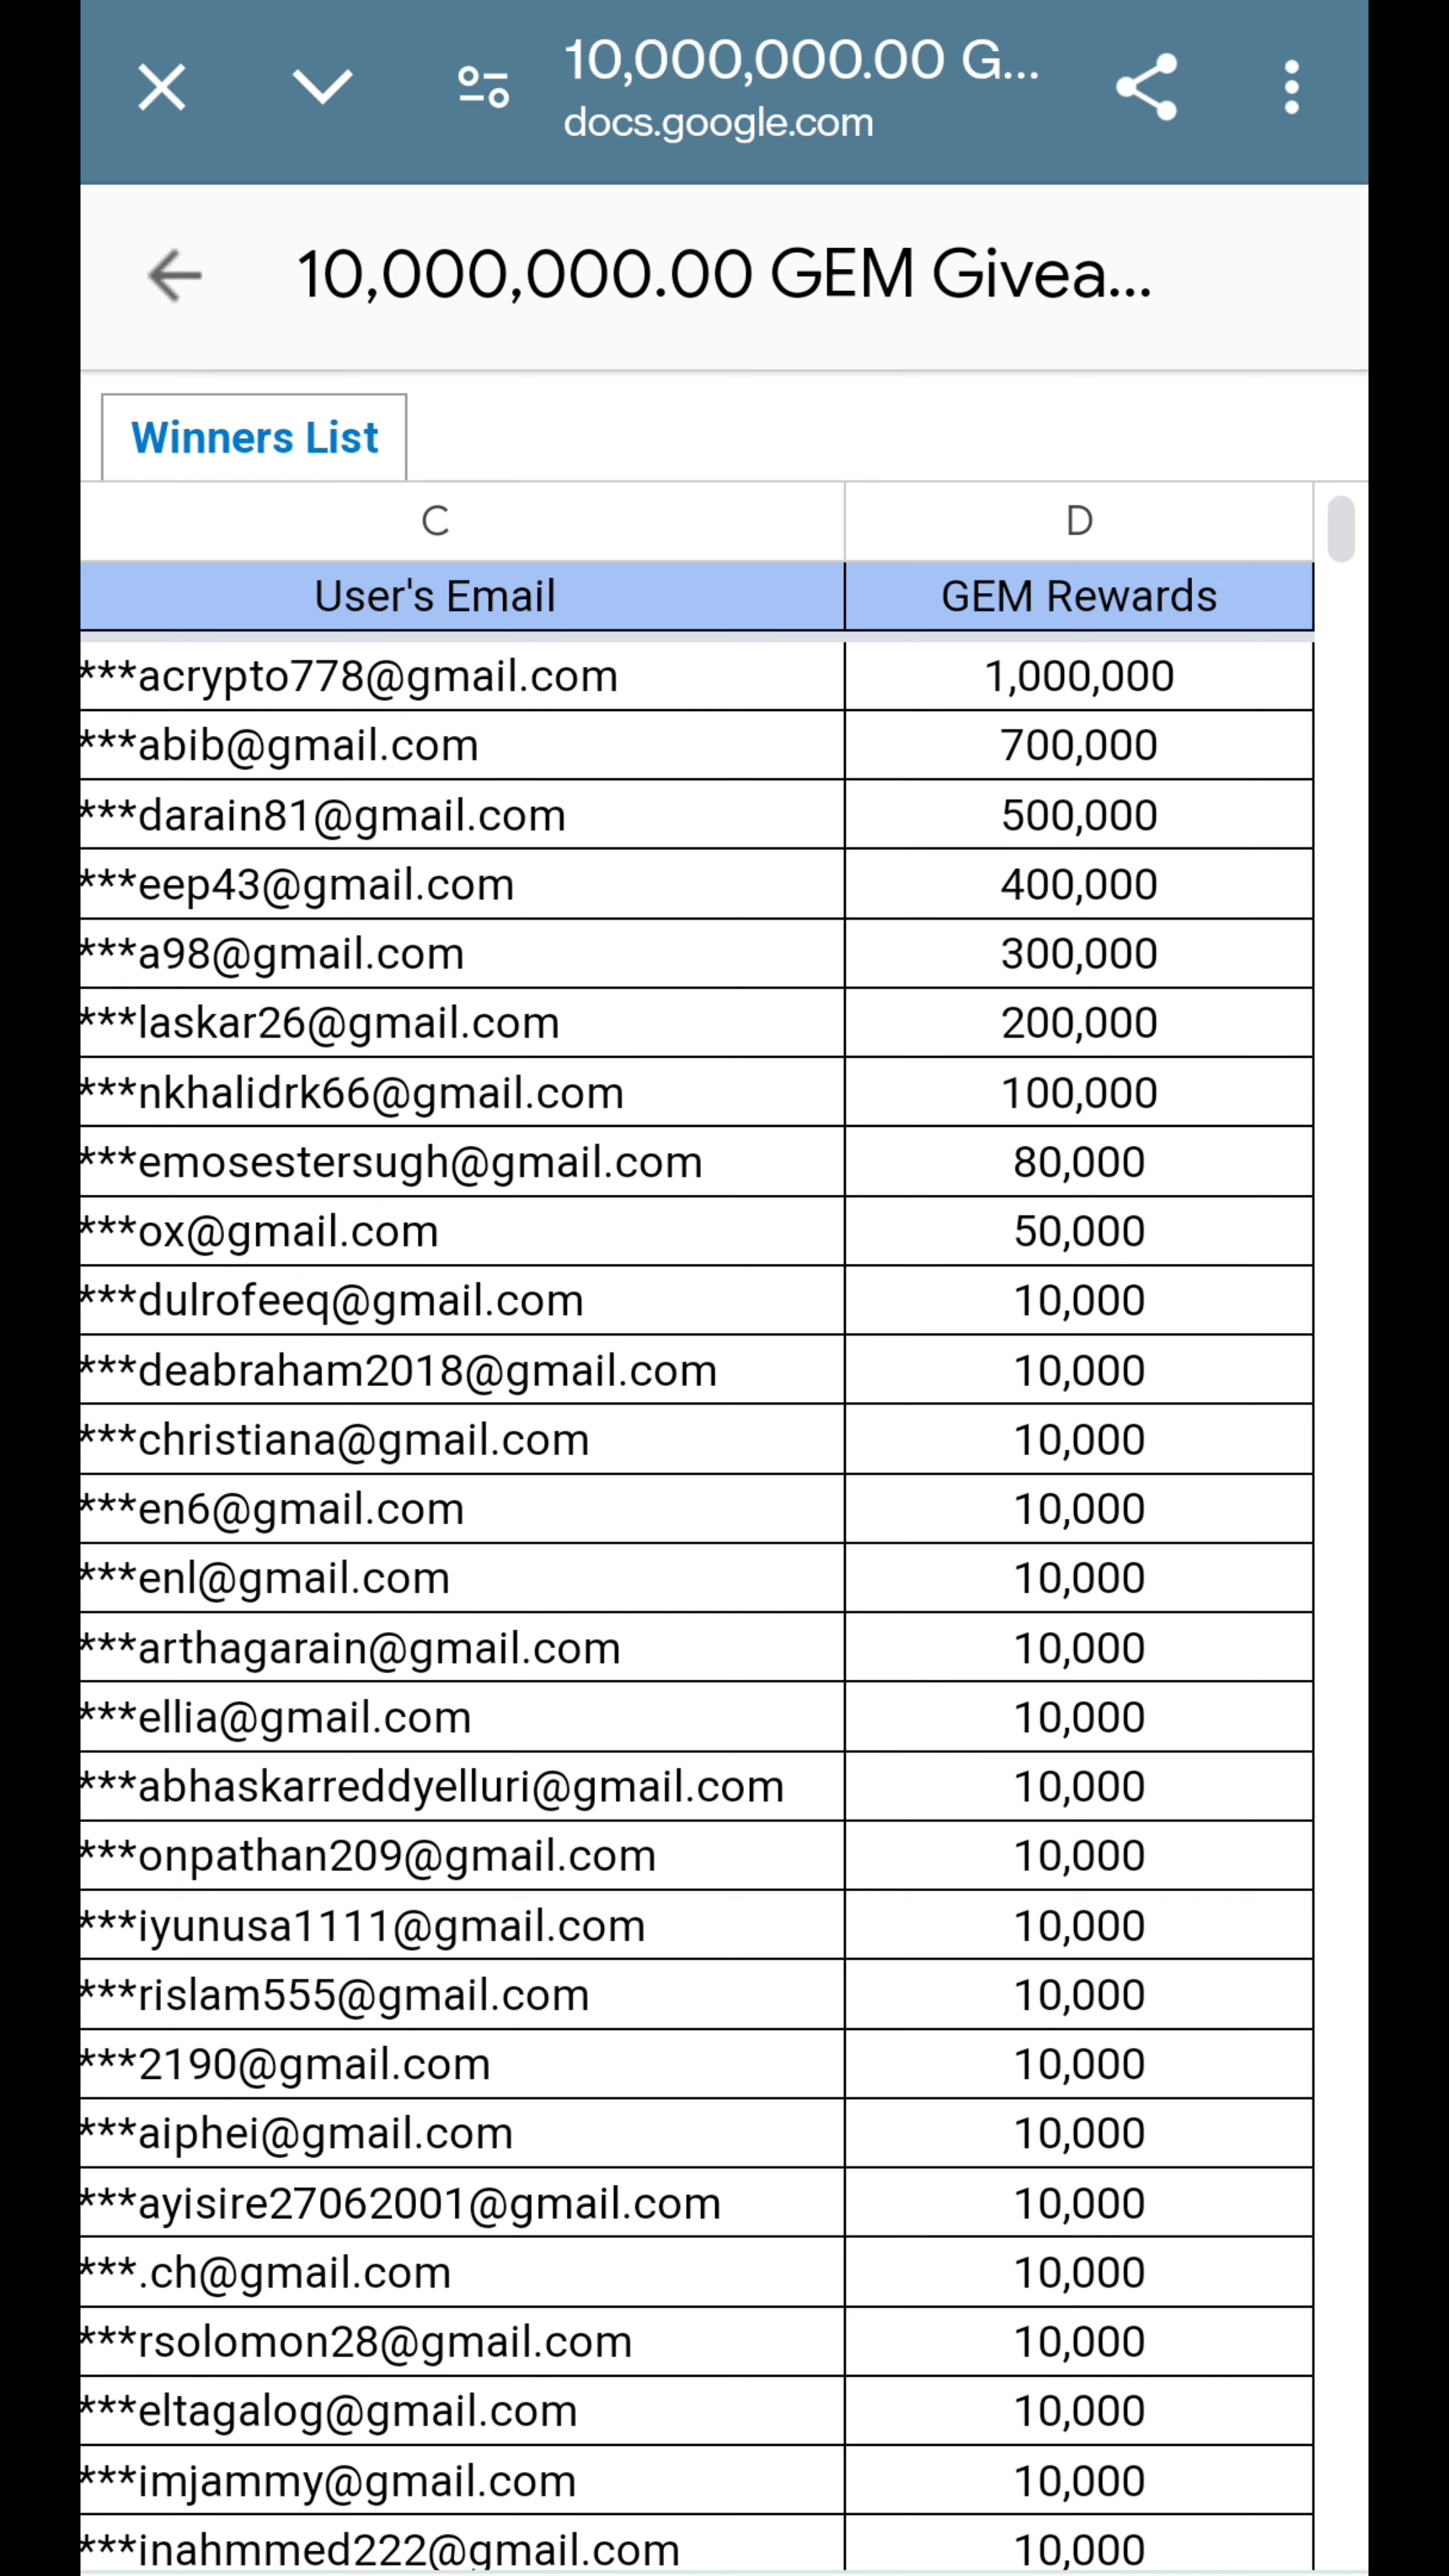 10,000,000.00 G...
docs.google.com
10,000,000.00 GEM Givea...
Winners List
C D
User's Email GEM Rewards
***acrypto778@gmail.com 1,000,000
***abib@gmail.com 700,000
***darain81@gmail.com 500,000
***eep43@gmail.com 400,000
***a98@gmail.com 300,000
***laskar26@gmail.com 200,000
***nkhalidrk66@gmail.com 100,000
***emosestersugh@gmail.com 80,000
***ox@gmail.com 50,000
***dulrofeeq@gmail.com 10,000
***deabraham2018@gmail.com 10,000
***christiana@gmail.com 10,000
***en6@gmail.com 10,000
***enl@gmail.com 10,000
***arthagarain@gmail.com 10,000
***ellia@gmail.com 10,000
***abhaskarreddyelluri@gmail.com 10,000
***onpathan209@gmail.com 10,000
***iyunusa1111@gmail.com 10,000
***rislam555@gmail.com 10,000
***2190@gmail.com 10,000
***aiphei@gmail.com 10,000
***ayisire27062001@gmail.com 10,000
***.ch@gmail.com 10,000
***rsolomon28@gmail.com 10,000
***eltagalog@gmail.com 10,000
***imjammy@gmail.com 10,000
***inahmmed222@gmail.com 10,000